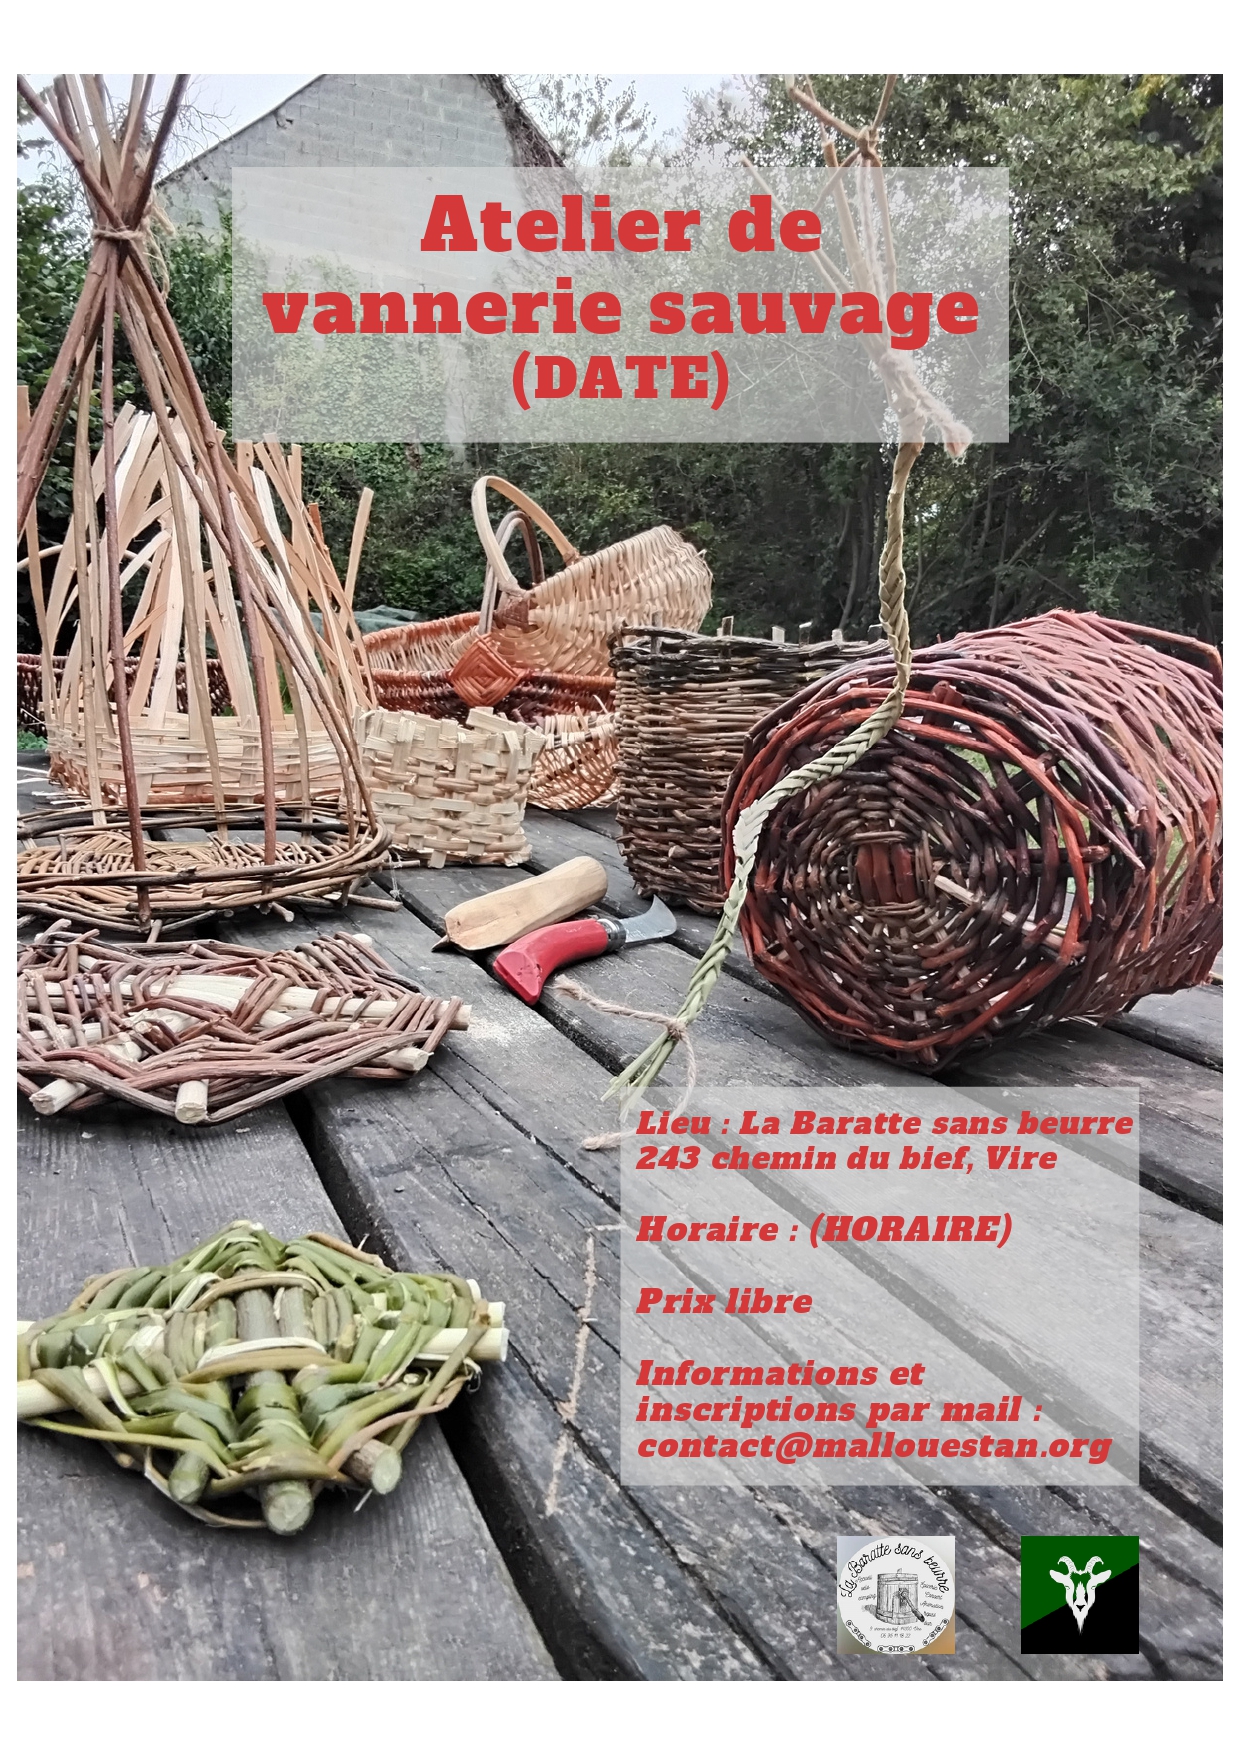 Atelier de
vannerie sauvage
(DATE)
Lieu : La Baratte sans beurre
243 chemin du bief, Vire
Horaire : (HORAIRE)
Prix libre
Informations et
inscriptions par mail :
contact@mallouestan.org
La Baratte sans beurre